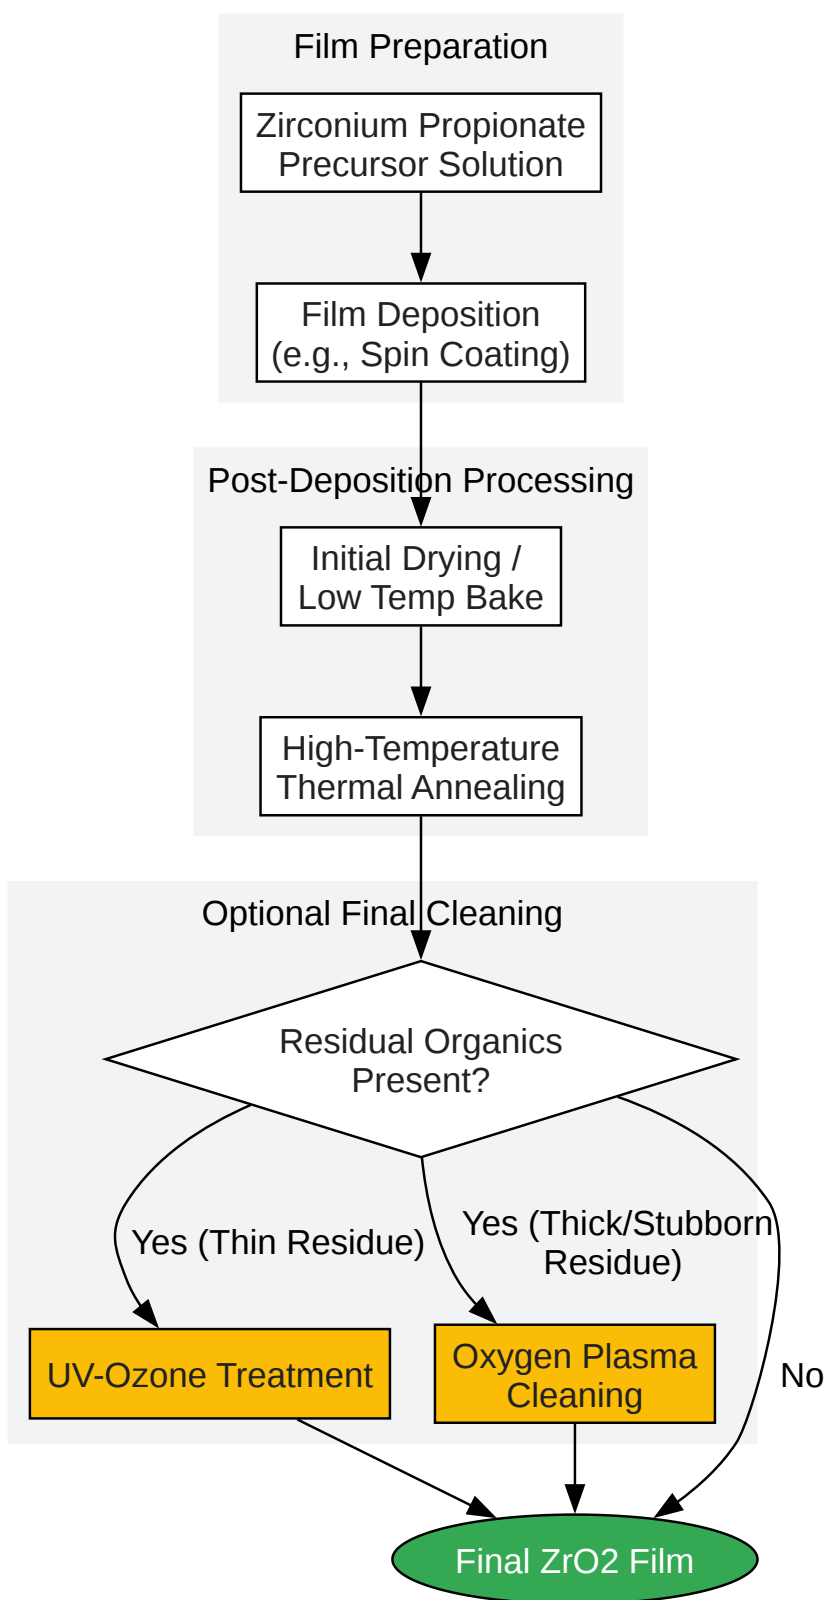 Film Preparation
Zirconium Propionate
Precursor Solution
Film Deposition
(e.g., Spin Coating)
Post-Deposition Processing
Initial Drying /
Low Temp Bake
High-Temperature
Thermal Annealing
Optional Final Cleaning
Residual Organics
Present?
Yes (Thin Residue)
Yes (Thick/Stubborn
Residue)
UV-Ozone Treatment
Oxygen Plasma
Cleaning
No
Final ZrO2 Film